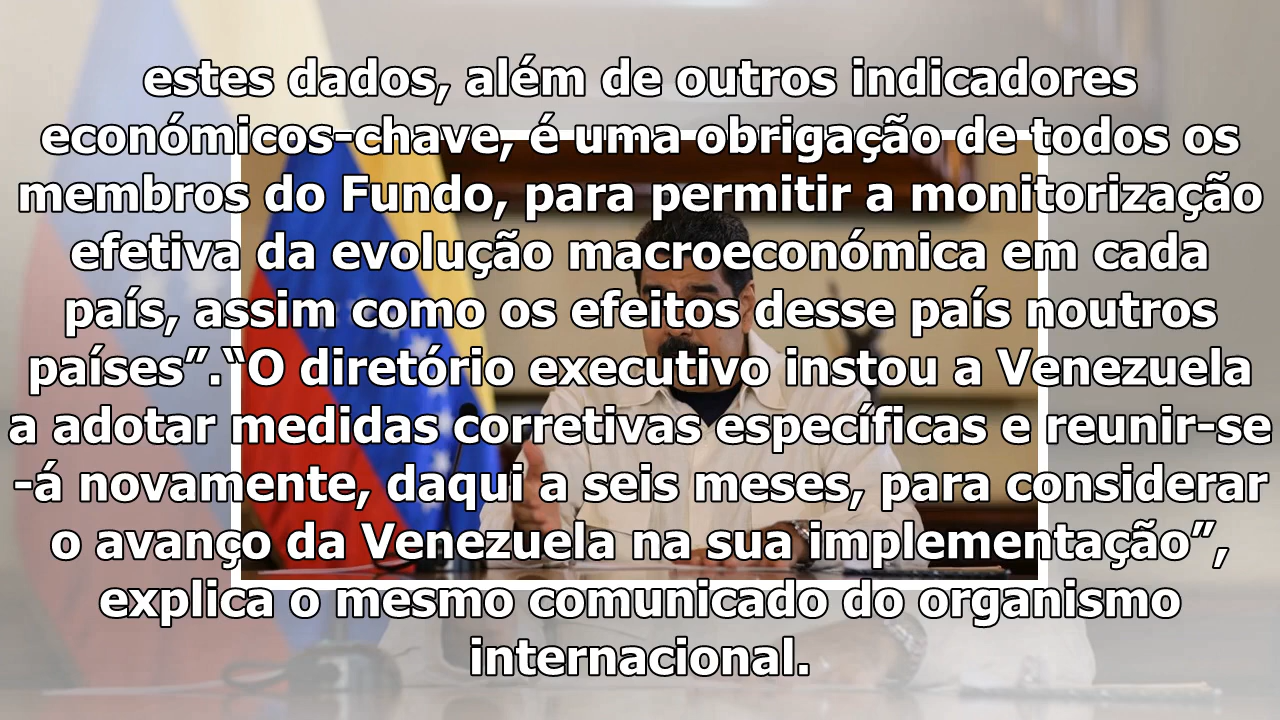 estes dados, além de outros indicadores
económicos-chave, é uma obrigação de todos os
membros do Fundo, para permitir a monitorização
efetiva da evolução macroeconómica em cada
país, assim como os efeitos desse país noutros
países”.“O diretório executivo instou a Venezuela
a adotar medidas corretivas específicas e reunir-se
-á novamente, daqui a seis meses, para considerar
o avanço da Venezuela na sua implementação”,
explica o mesmo comunicado do organismo
internacional.